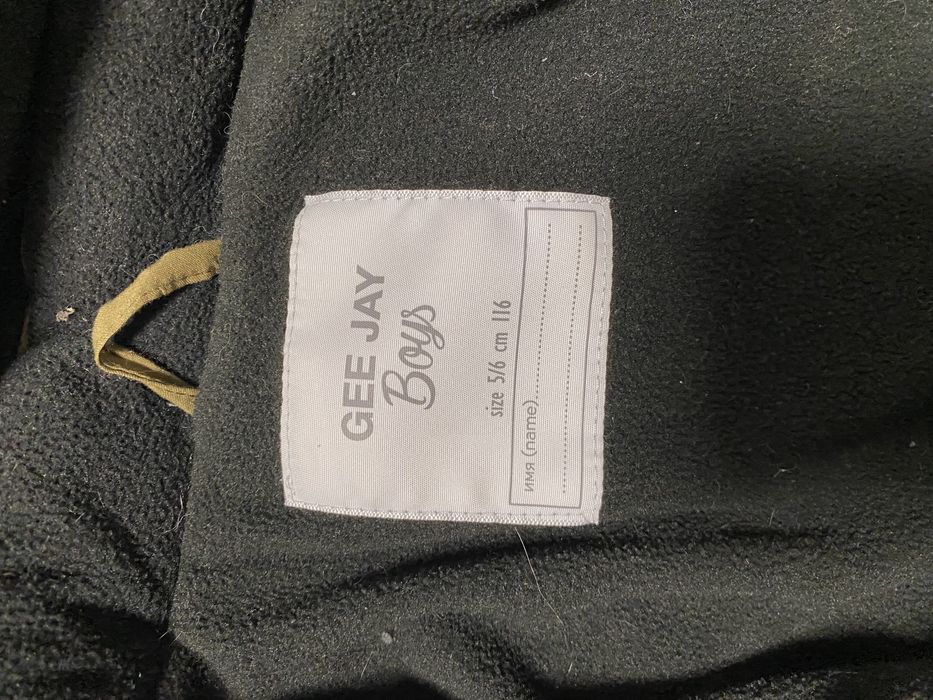 GEE JAY
Boys
size 5/6 cm 116
имя (name)